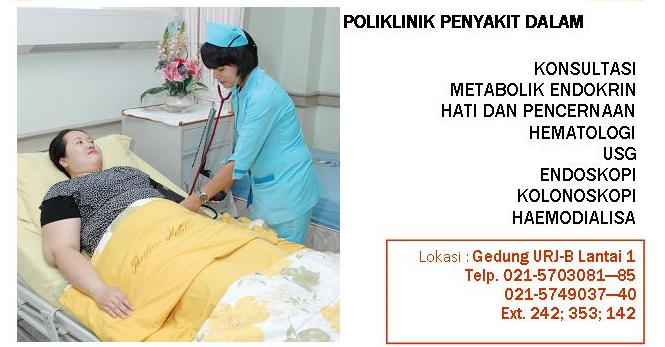 POLIKLINIK PENYAKIT DALAM
KONSULTASI
METABOLIK ENDOKRIN
HATI DAN PENCERNAAN
HEMATOLOGI
USG
ENDOSKOPI
KOLONOSKOPI
HAEMODIALISA
Lokasi : Gedung URJ-B Lantai 1
Telp. 021-5703081—85
021-5749037—40
Ext. 242; 353; 142